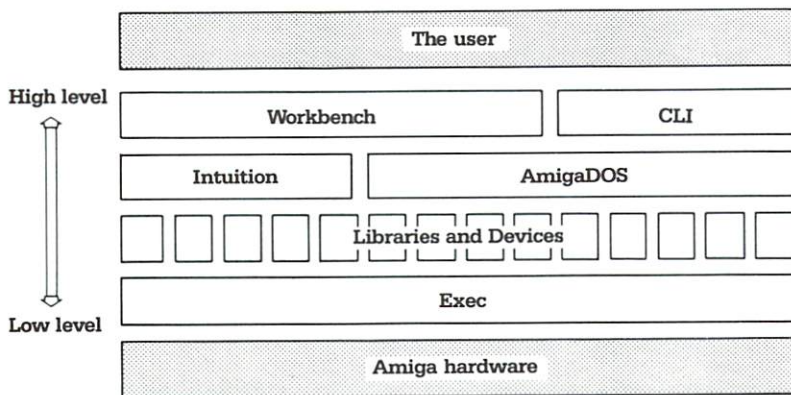 The user
High level
Workbench
CLI
Intuition
AmigaDOS
Libraries and Devices
Exec
Low level
Amiga hardware